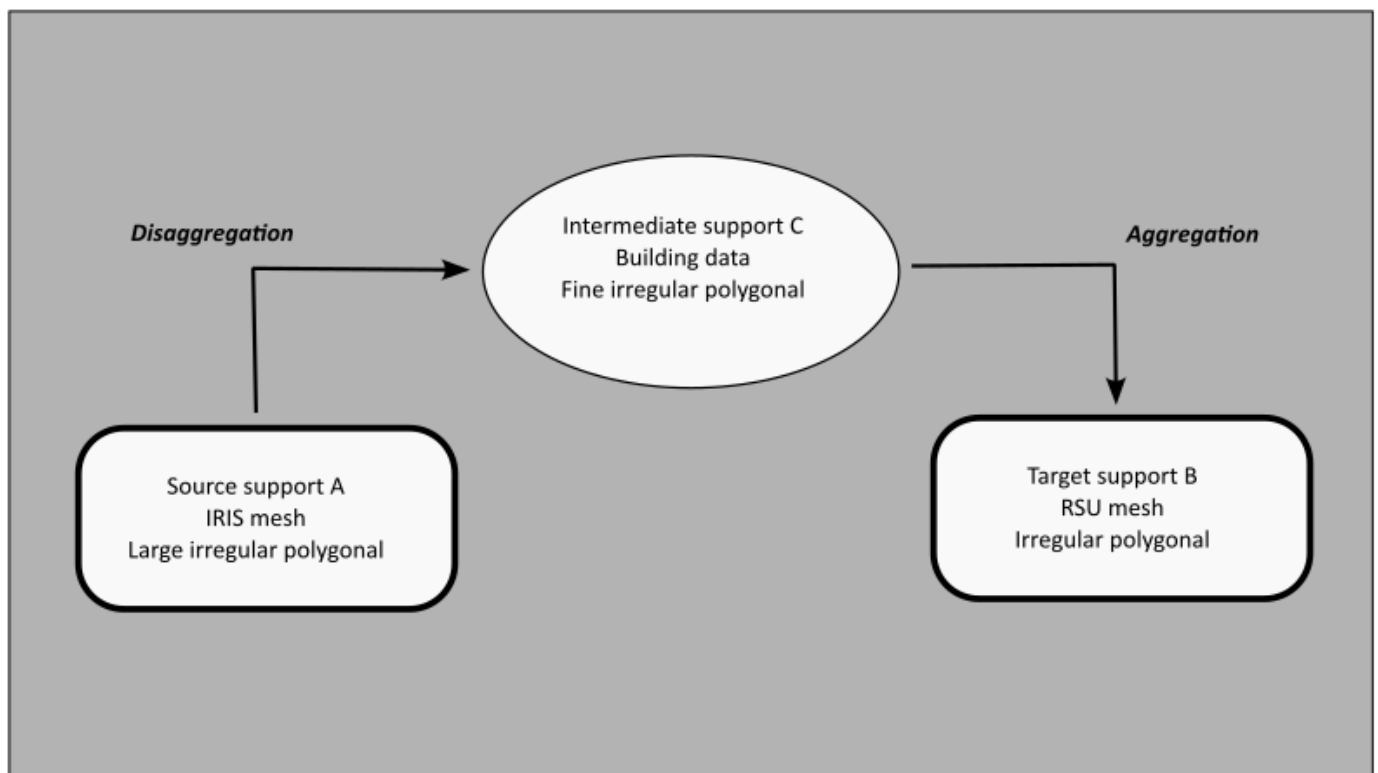 Disaggregation
Intermediate support C
Building data
Fine irregular polygonal
Aggregation
Source support A
IRIS mesh
Large irregular polygonal
Target support B
RSU mesh
Irregular polygonal